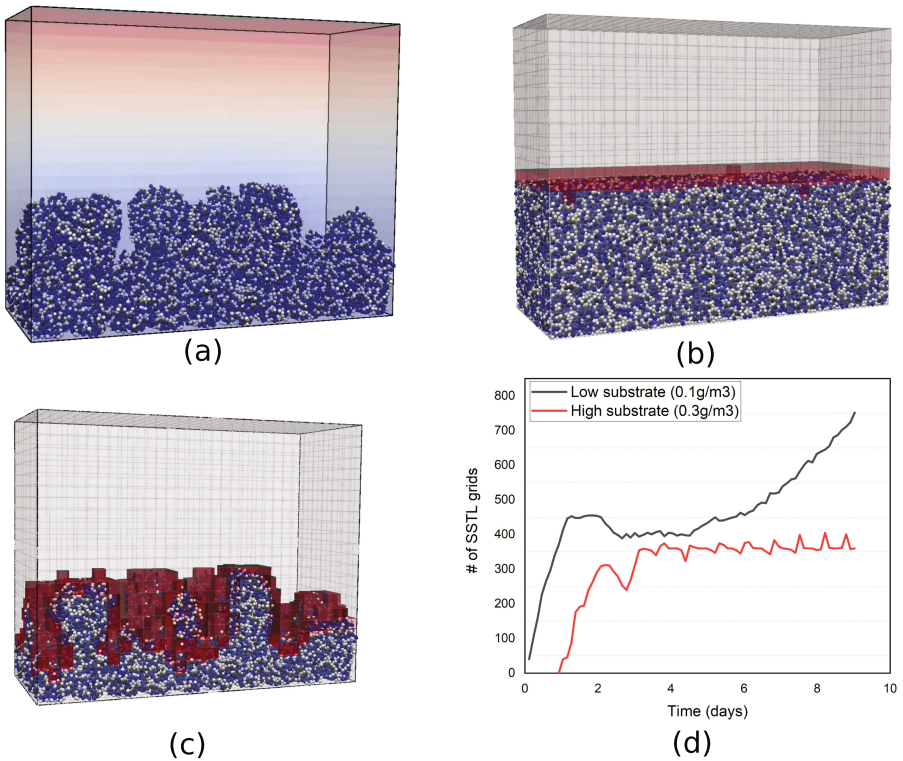 (a)
(b)
(c)
Low substrate (0.1g/m3)
High substrate (0.3g/m3)
# of SSTL grids
800
700
600
500
400
300
200
100
0
0 2 4 6 8 10
Time (days)
(d)